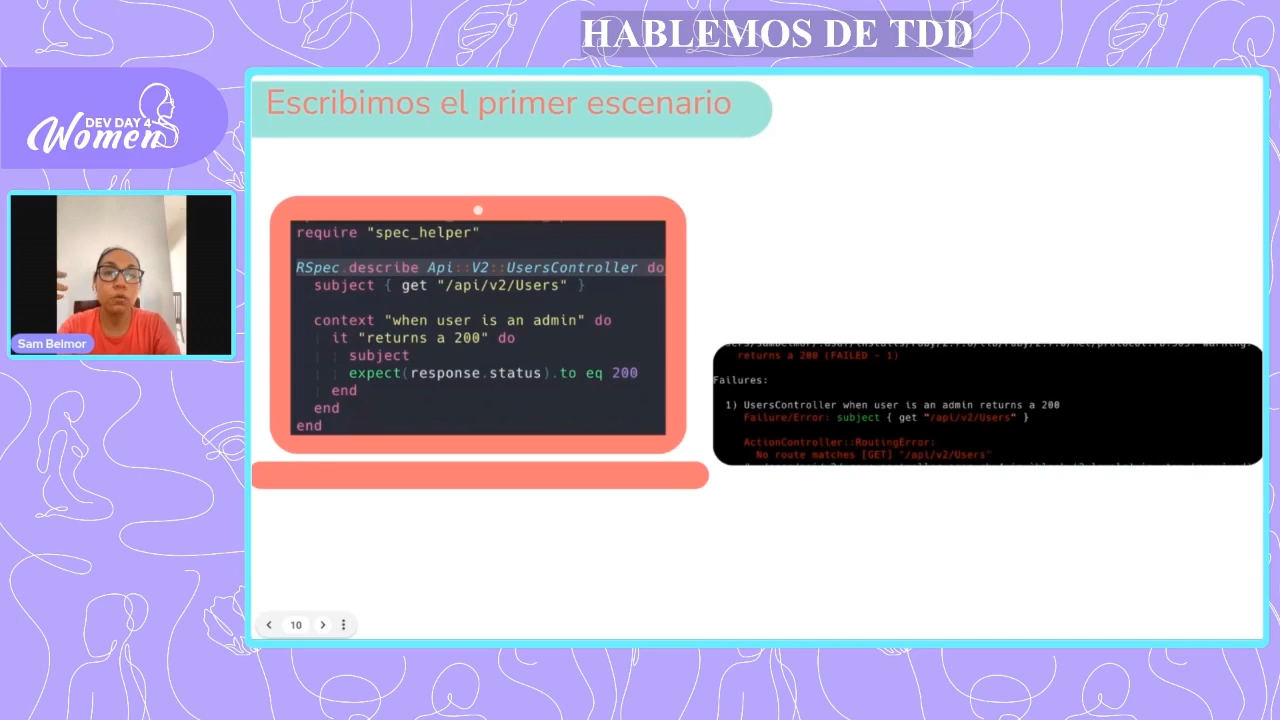 HABLEMOS DE TDD
DEV DAY 4
Women
Sam Belmor
Escribimos el primer escenario
require "spec_helper"
RSpec.describe Api::V2::UsersController do
subject { get "/api/v2/Users" }
context "when user is an admin" do
it "returns a 200" do
subject
expect(response.status).to eq 200
end
end
end
returns a 200 (FAILED - 1)
Failures:
1) UsersController when user is an admin returns a 200
Failure/Error: subject { get "/api/v2/Users" }
ActionController::RoutingError:
No route matches [GET] "/api/v2/Users"
10